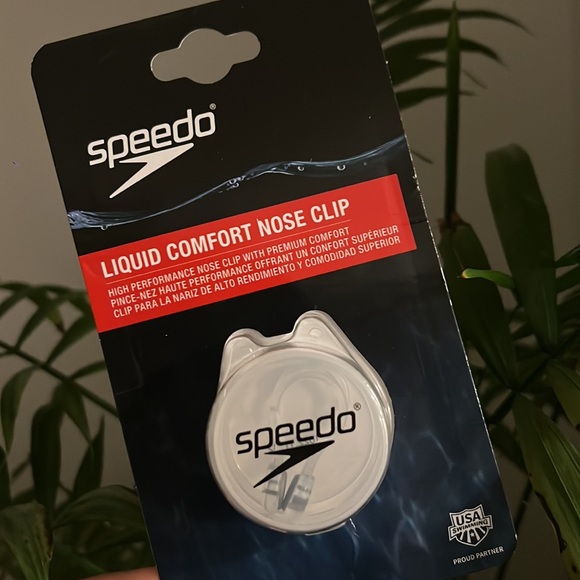 speedo®
LIQUID COMFORT NOSE CLIP
HIGH PERFORMANCE NOSE CLIP WITH PREMIUM COMFORT
PINCE-NEZ HAUTE PERFORMANCE OFFRANT UN CONFORT SUPÉRIEUR
CLIP PARA LA NARIZ DE ALTO RENDIMIENTO Y COMODIDAD SUPERIOR
speedo®
USA
SWIMMING
PROUD PARTNER